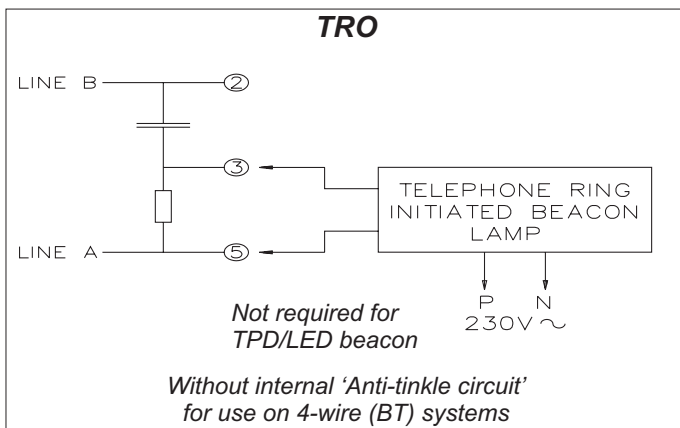 TRO
LINE B
2
3
TELEPHONE RING
INITIATED BEACON
LAMP
LINE A
5
P N
230V ~
Not required for
TPD/LED beacon
Without internal ‘Anti-tinkle circuit’
for use on 4-wire (BT) systems